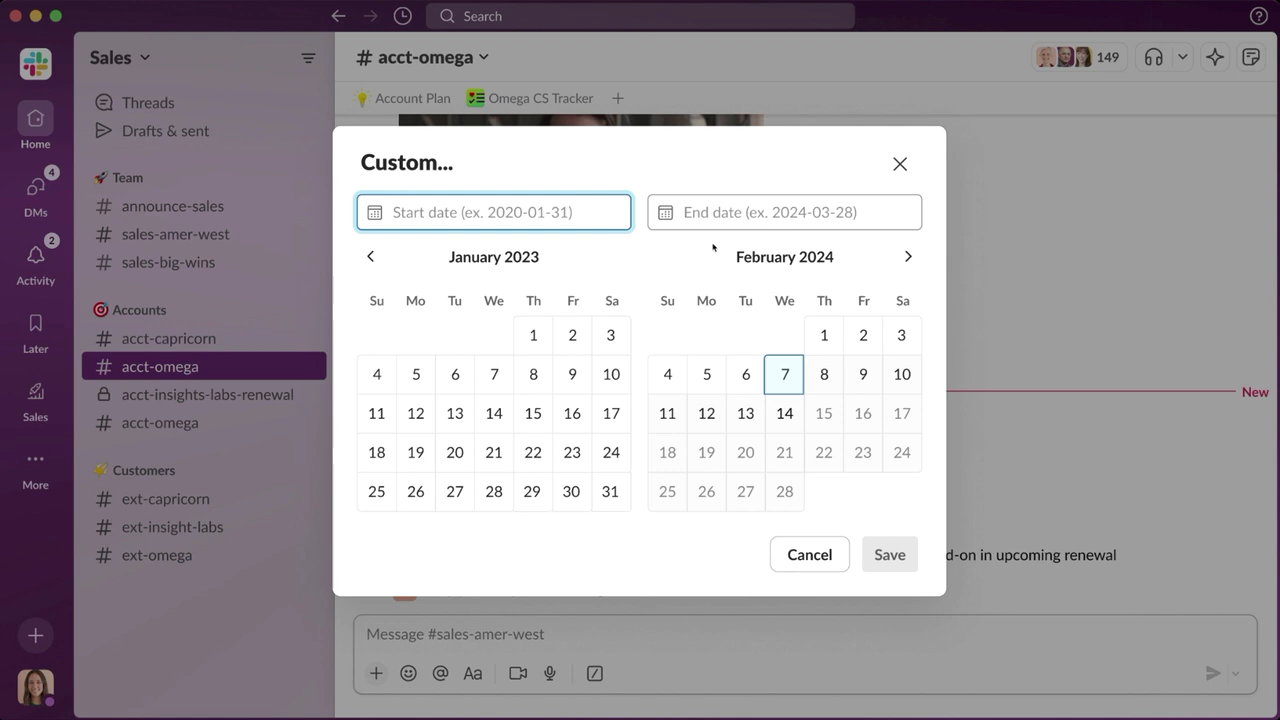 Search
Sales
# acct-omega
149
Account Plan
Omega CS Tracker
Threads
Drafts & sent
Home
4
DMs
2
Activity
Later
Sales
More
Team
# announce-sales
# sales-amer-west
# sales-big-wins
Accounts
# acct-capricorn
# acct-omega
acct-insights-labs-renewal
# acct-omega
Customers
# ext-capricorn
# ext-insight-labs
# ext-omega
Custom...
Start date (ex. 2020-01-31)
End date (ex. 2024-03-28)
January 2023
Su Mo Tu We Th Fr Sa
1 2 3
4 5 6 7 8 9 10
11 12 13 14 15 16 17
18 19 20 21 22 23 24
25 26 27 28 29 30 31
February 2024
Su Mo Tu We Th Fr Sa
1 2 3
4 5 6 7 8 9 10
11 12 13 14 15 16 17
18 19 20 21 22 23 24
25 26 27 28
Cancel
Save
New
d-on in upcoming renewal
Message #sales-amer-west
Aa